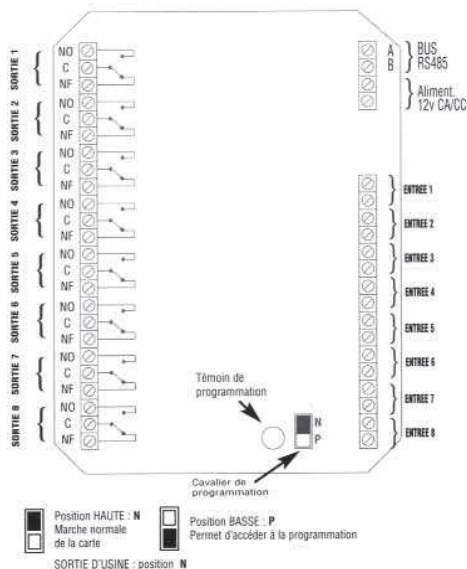 SORTIE 1
NO
C
NF
SORTIE 2
NO
C
NF
SORTIE 3
NO
C
NF
SORTIE 4
NO
C
NF
SORTIE 5
NO
C
NF
SORTIE 6
NO
C
NF
SORTIE 7
NO
C
NF
SORTIE 8
NO
C
NF
A
B
BUS
RS485
Aliment.
12v CA/CC
ENTREE 1
ENTREE 2
ENTREE 3
ENTREE 4
ENTREE 5
ENTREE 6
ENTREE 7
ENTREE 8
Tèmoin de
programmation
N
P
Cavalier de
programmation
Position HAUTE : N
Marche normale
de la carte
Position BASSE : P
Permet d'accéder à la programmation
SORTIE D'USINE : position N